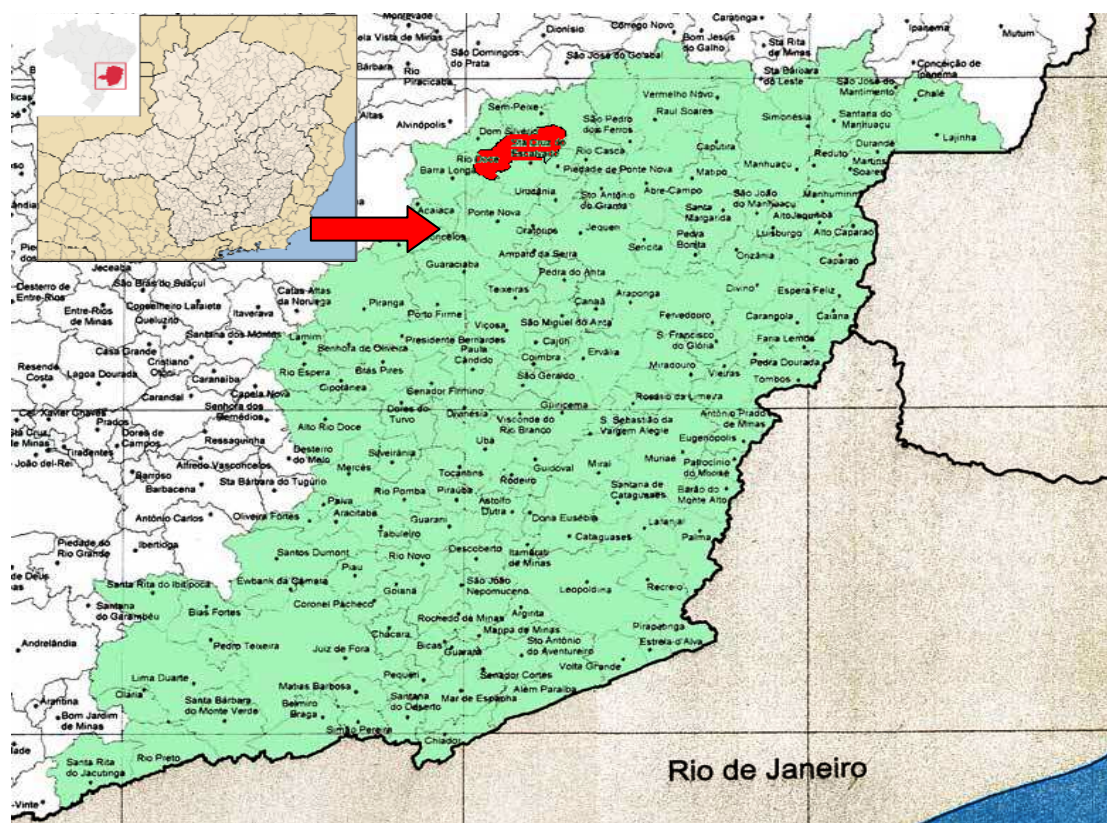 Montevade
Dionísio
Córrego Novo
Caratinga
Ipanema
Mutum
ela Vista de Minas
São Domingos
do Prata
São José do Goiabal
Bom Jesus
do Galho
Sta Rita
de Minas
Bárbara
Rio
Piracicaba
Sta Bárbara
do Leste
São José do
Mantimento
Conceição de
Ipanema
Chalé
Sem-Peixe
Vermelho Novo
Raul Soares
Altas
Alvinópolis
São Pedro
dos Ferros
Simonésia
Santana do
Manhuaçu
Lajinha
Rio Casca
Caputira
Durandé
Reduto
Martins
Soares
Barra Longa
Piedade de Ponte Nova
Matipo
Manhuaçu
Urucânia
Sto Antônio
do Grama
Abre-Campo
São João
do Manhuaçu
Acaiaca
Ponte Nova
Jequeri
Santa
Margarida
Luisburgo
Alto Caparaó
Pedra
Bonita
Sericita
Orizânia
Guaraciaba
Amparo da Serra
Caparaó
Jeceaba
Pedra do Anta
Desterro de
Entre-Rios
São Brás do Suaçuí
Catas Altas
da Noruega
Teixeiras
Araponga
Divino
Espera Feliz
Entre-Rios
de Minas
Conselheiro Lafaiete
Itaverava
Piranga
Canaã
Queluzito
Porto Firme
Fervedouro
Carangola
Caiana
Santana dos Montes
Lamim
Viçosa
São Miguel do Anta
Casa Grande
Senhora de Oliveira
Presidente Bernardes
S. Francisco
do Glória
Faria Lemos
Resende
Costa
Lagoa Dourada
Cristiano
Caranaíba
Rio Espera
Brás Pires
Paula
Cândido
Coimbra
Ervália
Miradouro
Vieiras
Pedra Dourada
Tombos
Cipotânea
São Geraldo
Carandaí
Capela Nova
Senador Firmino
Senhora dos
Remédios
Dores do
Turvo
Divinésia
Guiricema
Prados
Tiradentes
Dores de
Campos
Ressaquinha
Alto Rio Doce
Visconde do
Rio Branco
S. Sebastião da
Vargem Alegre
Antônio Prado
de Minas
Eugenópolis
João del-Rei
Alfredo Vasconcelos
Desterro
do Melo
Silveirânia
Ubá
Muriaé
Barroso
Barbacena
Sta Bárbara do Tugúrio
Mercês
Tocantins
Rodeiro
Guidoval
Miraí
Antônio Carlos
Oliveira Fortes
Paiva
Rio Pomba
Piraúba
Astolfo
Dutra
Santana de
Cataguases
Barão do
Monte Alto
Aracitaba
Guarani
Dona Eusébia
Laranjal
Tabuleiro
Cataguases
Palma
Piedade do
Rio Grande
Ibertioga
Santos Dumont
Rio Novo
Descoberto
Itamarati
de Minas
de Deus
Santa Rita do Ibitipoca
Ewbank da Câmara
Piau
Goianá
São João
Nepomuceno
Leopoldina
Recreio
Santana
do Garambéu
Bias Fortes
Coronel Pacheco
Rochedo de Minas
Argirita
Chácara
Pirapetinga
Andrelândia
Pedro Teixeira
Juiz de Fora
Bicas
Guarará
Sto Antônio
do Aventureiro
Estrela-d'Alva
Volta Grande
Lima Duarte
Pequeri
Senador Cortes
Além Paraíba
Olaria
Santa Bárbara
do Monte Verde
Matias Barbosa
Santana
do Deserto
Mar de Espanha
Arantina
Bom Jardim
de Minas
Belmiro
Braga
Simão Pereira
Chiador
Rio Preto
Santa Rita
do Jacutinga
Rio de Janeiro